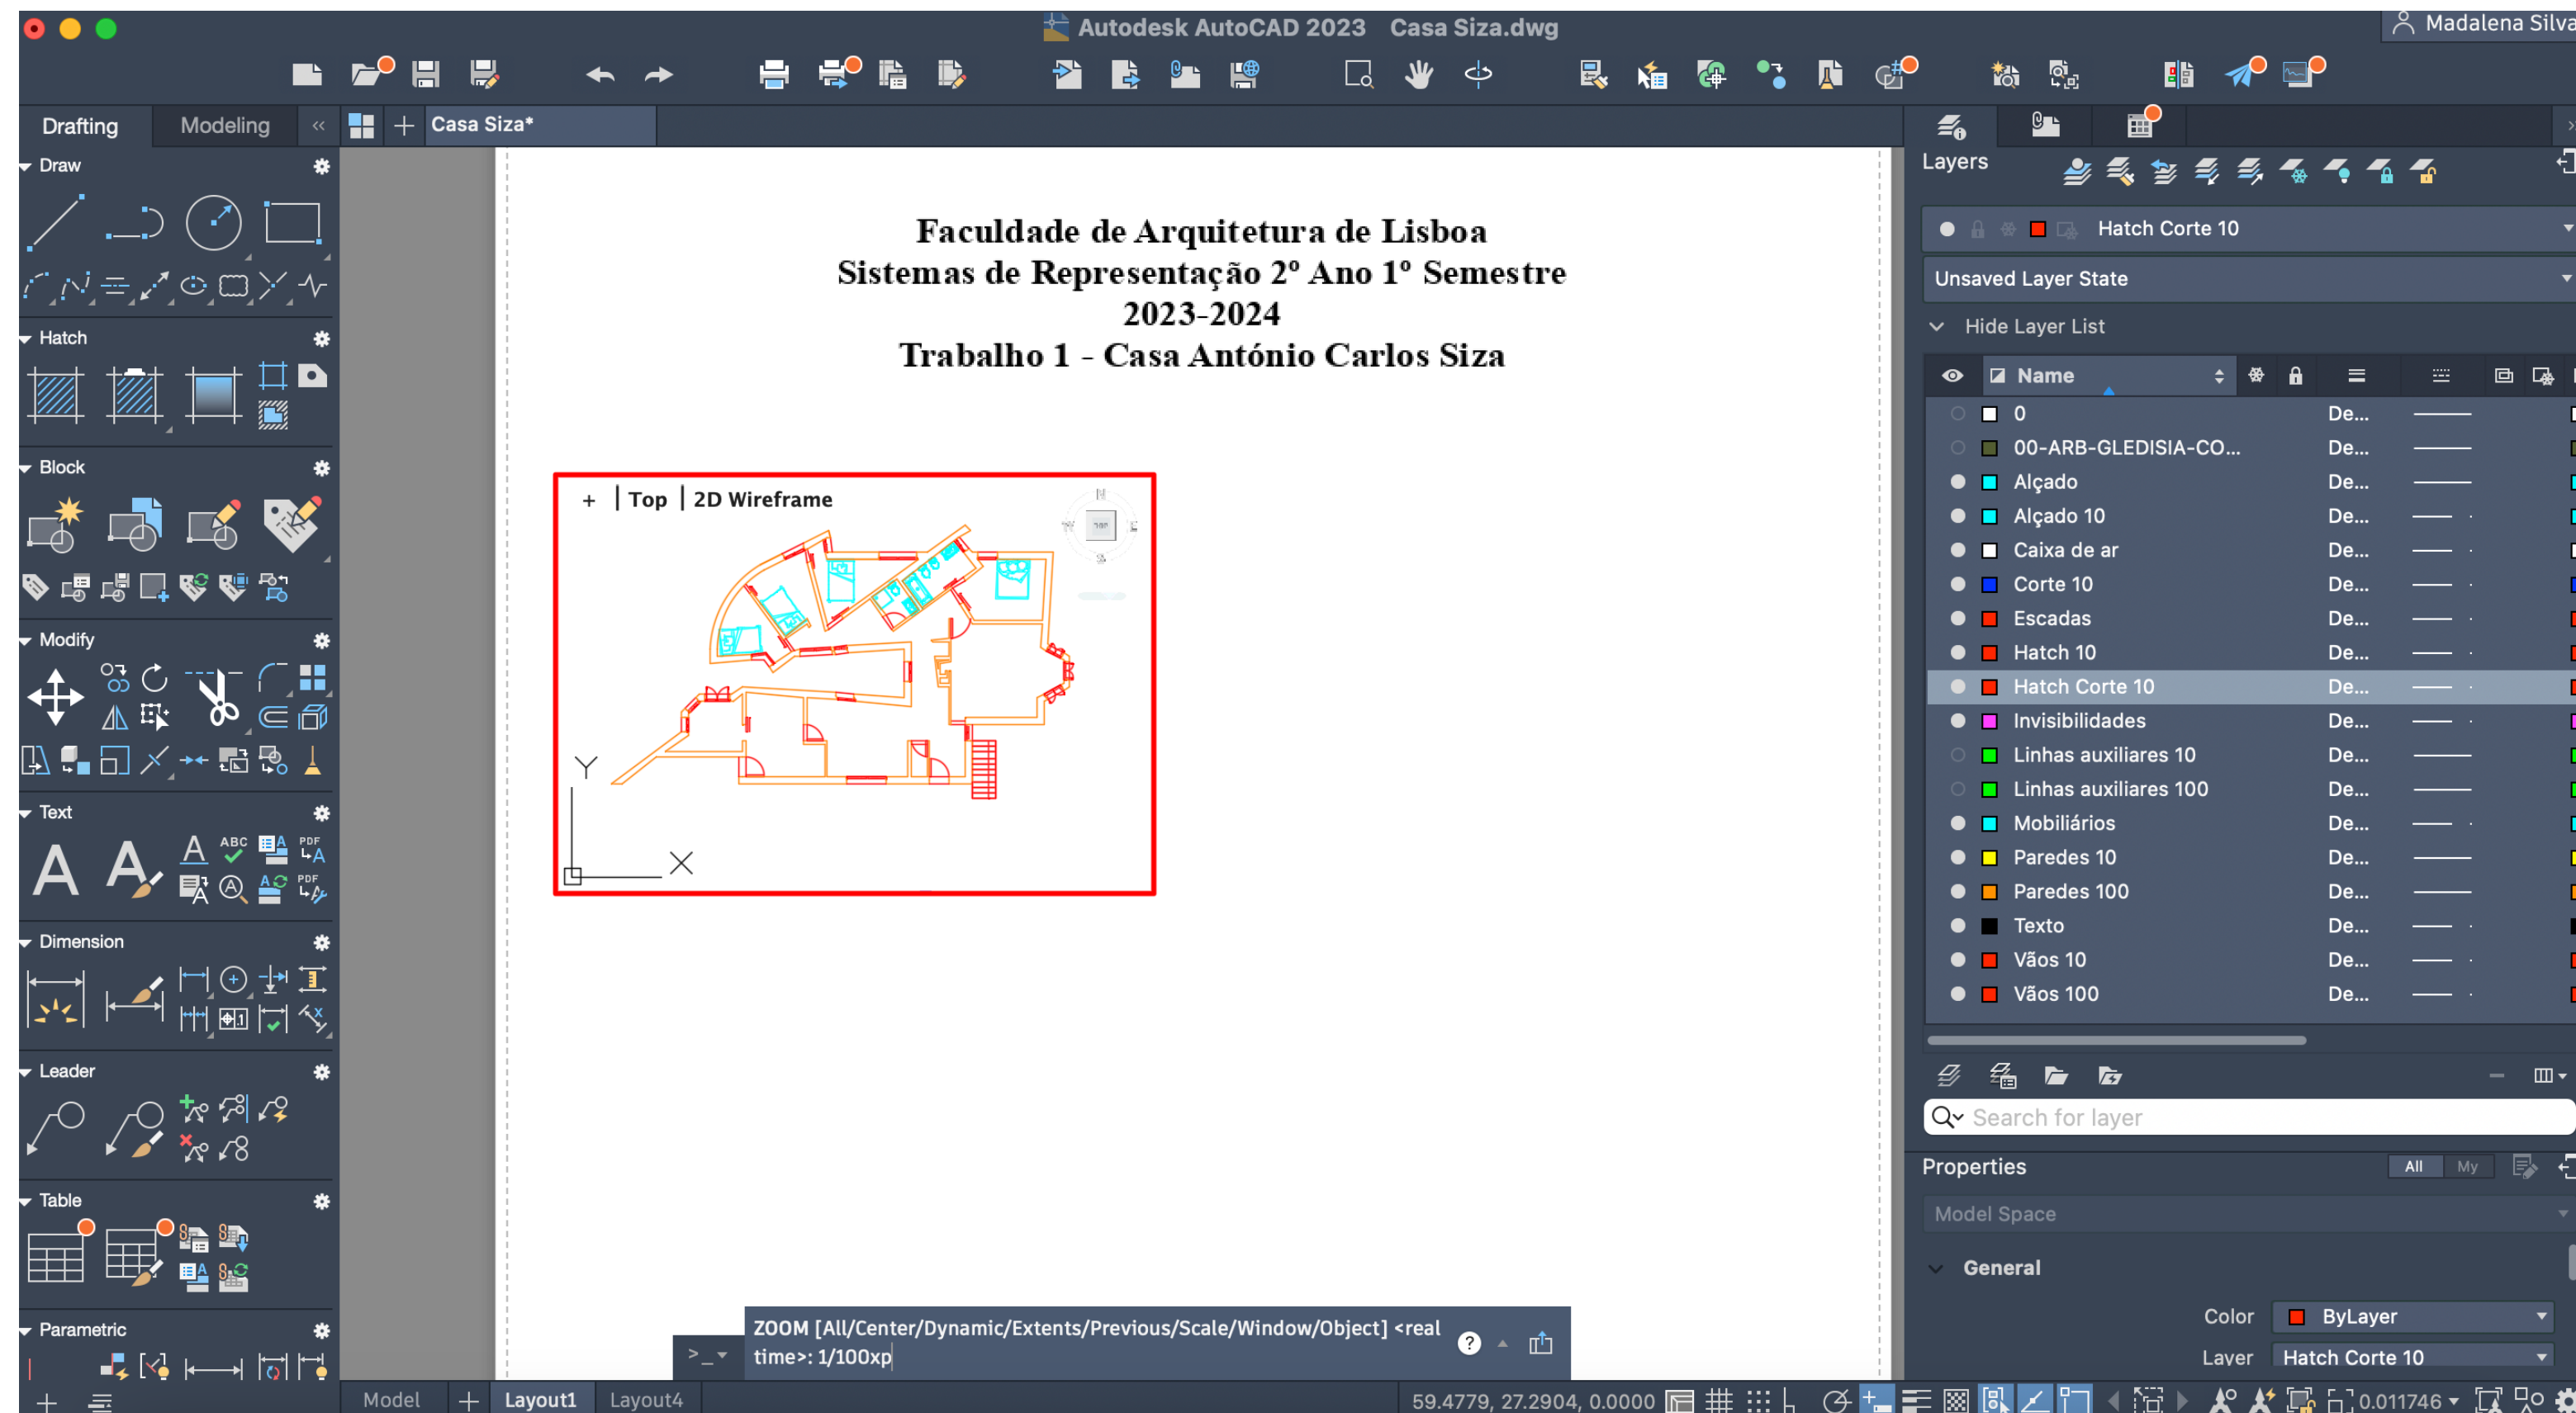 Autodesk AutoCAD 2023 Casa Siza.dwg
Madalena Silva
Drafting
Modeling
Casa Siza*
Draw
Hatch
Block
Modify
Text
ABC
PDF
A
PDF
Dimension
Leader
Table
Parametric
Faculdade de Arquitetura de Lisboa
Sistemas de Representação 2º Ano 1º Semestre
2023-2024
Trabalho 1 - Casa António Carlos Siza
+ | Top | 2D Wireframe
TOP
Y
X
ZOOM [All/Center/Dynamic/Extents/Previous/Scale/Window/Object] <real
time>: 1/100xp
Model
Layout1
Layout4
59.4779, 27.2904, 0.0000
0.011746
Layers
Hatch Corte 10
Unsaved Layer State
Hide Layer List
Name
0 De...
00-ARB-GLEDISIA-CO... De...
Alçado De...
Alçado 10 De...
Caixa de ar De...
Corte 10 De...
Escadas De...
Hatch 10 De...
Hatch Corte 10 De...
Invisibilidades De...
Linhas auxiliares 10 De...
Linhas auxiliares 100 De...
Mobiliários De...
Paredes 10 De...
Paredes 100 De...
Texto De...
Vãos 10 De...
Vãos 100 De...
Search for layer
Properties
All My
Model Space
General
Color ByLayer
Layer Hatch Corte 10